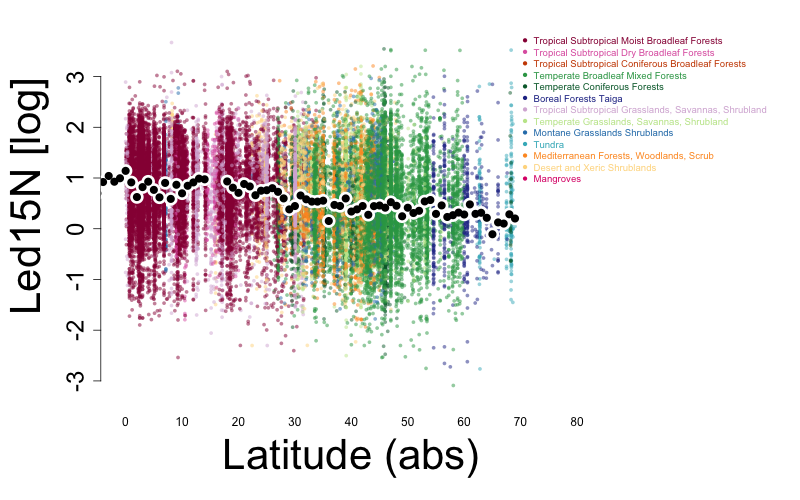 Led15N [log]
3
2
1
0
-1
-2
-3
0 10 20 30 40 50 60 70 80
Latitude (abs)
Tropical Subtropical Moist Broadleaf Forests
Tropical Subtropical Dry Broadleaf Forests
Tropical Subtropical Coniferous Broadleaf Forests
Temperate Broadleaf Mixed Forests
Temperate Coniferous Forests
Boreal Forests Taiga
Tropical Subtropical Grasslands, Savannas, Shrubland
Temperate Grasslands, Savannas, Shrubland
Montane Grasslands Shrublands
Tundra
Mediterranean Forests, Woodlands, Scrub
Desert and Xeric Shrublands
Mangroves